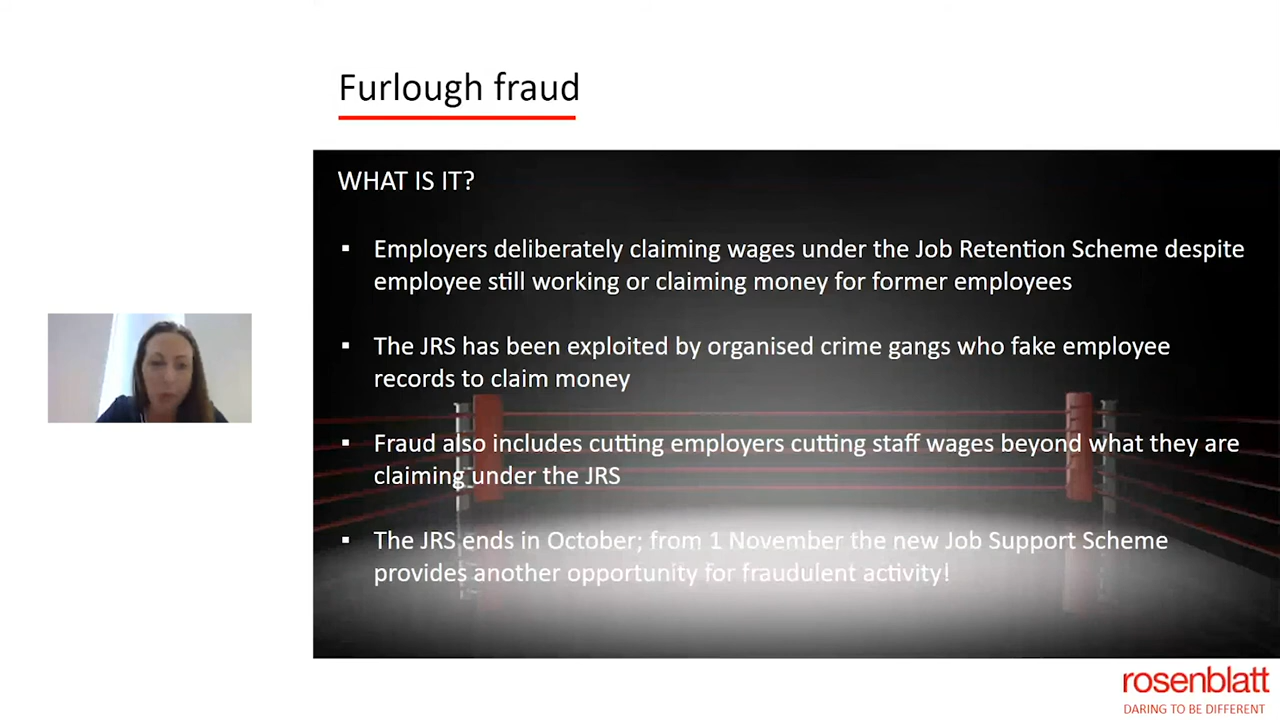 Furlough fraud
WHAT IS IT?
▪ Employers deliberately claiming wages under the Job Retention Scheme despite
employee still working or claiming money for former employees
▪ The JRS has been exploited by organised crime gangs who fake employee
records to claim money
▪ Fraud also includes cutting employers cutting staff wages beyond what they are
claiming under the JRS
▪ The JRS ends in October; from 1 November the new Job Support Scheme
provides another opportunity for fraudulent activity!
rosenblatt
DARING TO BE DIFFERENT